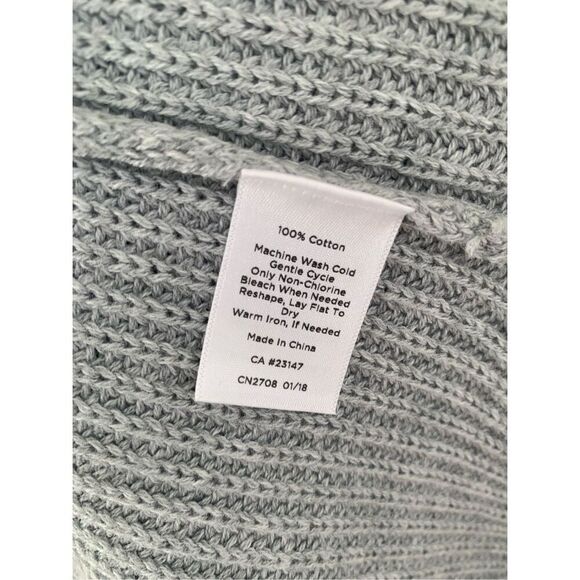 100% Cotton
Machine Wash Cold
Gentle Cycle
Only Non-Chlorine
Bleach When Needed
Reshape, Lay Flat To
Dry
Warm Iron, If Needed
Made In China
CA #23147
CN2708 01/18